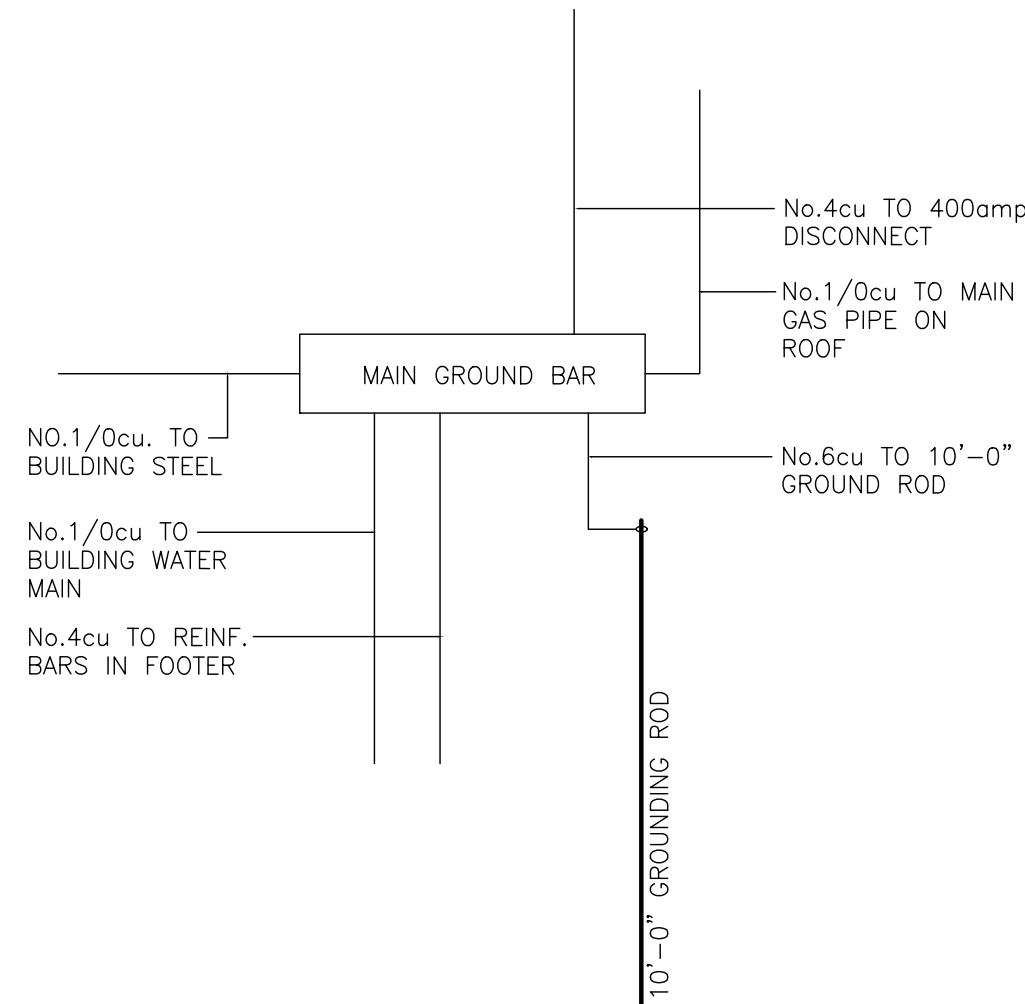 No.4cu TO 400amp
DISCONNECT
No.1/0cu TO MAIN
GAS PIPE ON
ROOF
MAIN GROUND BAR
NO.1/0cu. TO
BUILDING STEEL
No.6cu TO 10'-0"
GROUND ROD
No.1/0cu TO
BUILDING WATER
MAIN
No.4cu TO REINF.
BARS IN FOOTER
10'-0" GROUNDING ROD